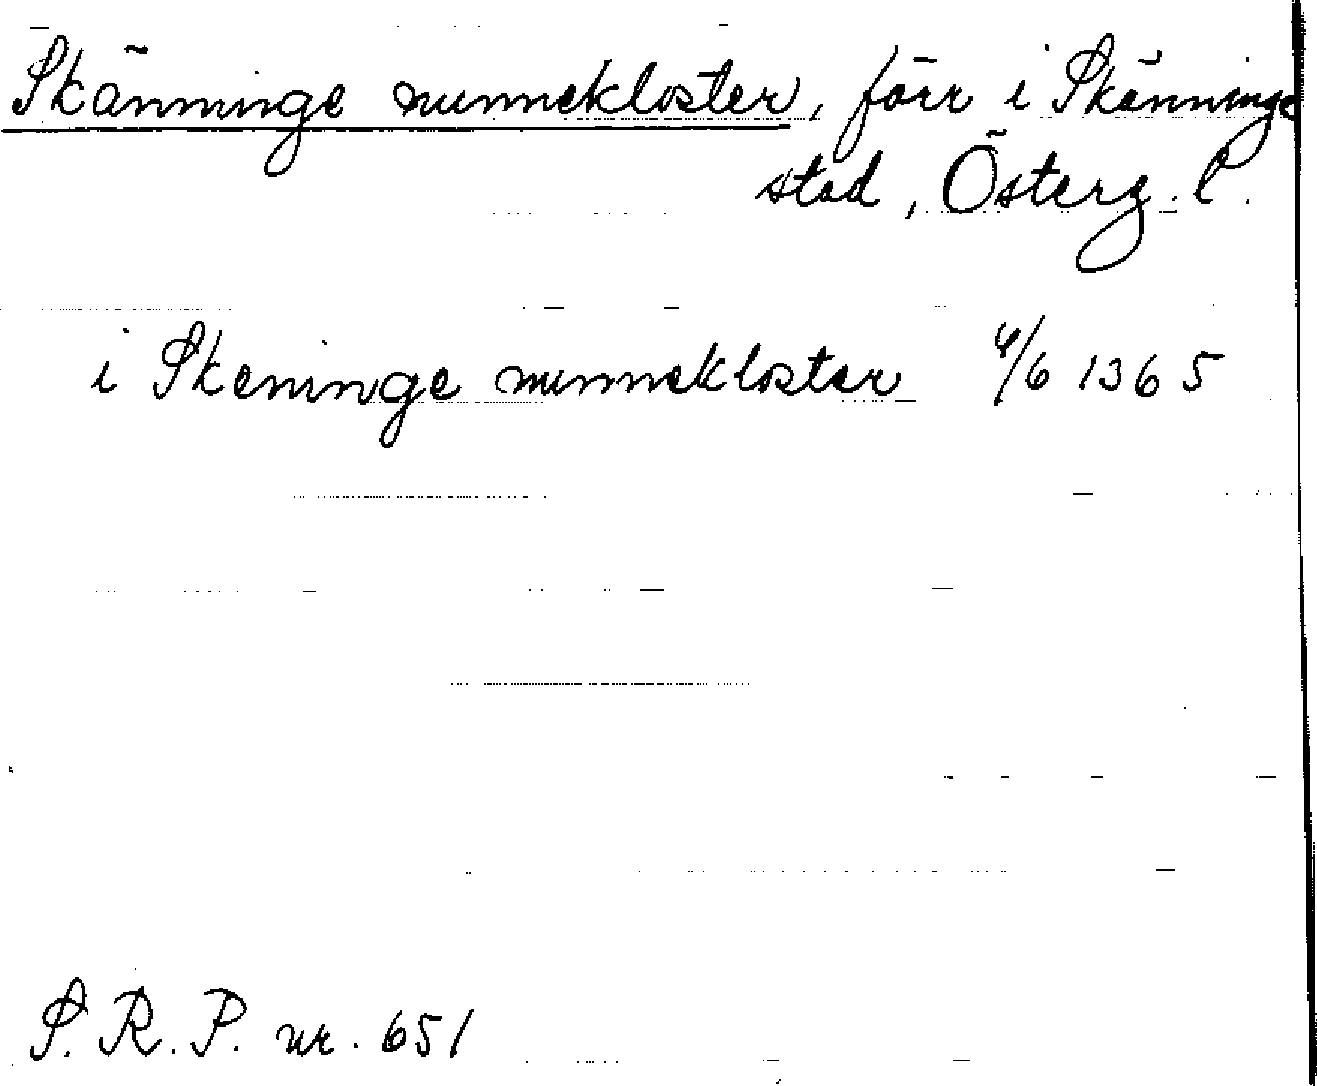 Skänninge nunnekloster, förr i Skänninge
stad, Österg. l.
i Skeninge nunnekloster 4/6 1365
S. R. P. nr. 651